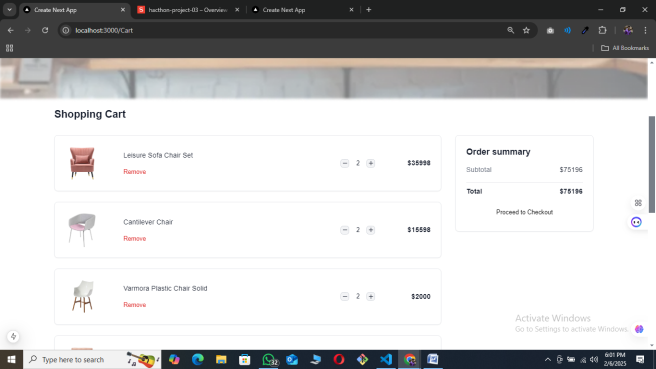 Create Next App
hacthon-project-03 – Overview
Create Next App
localhost:3000/Cart
All Bookmarks
Shopping Cart
Leisure Sofa Chair Set
Remove
2
$35998
Cantilever Chair
Remove
2
$15598
Varmora Plastic Chair Solid
Remove
2
$2000
Order summary
Subtotal $75196
Total $75196
Proceed to Checkout
Activate Windows
Go to Settings to activate Windows.
Type here to search
32
6:01 PM
2/6/2025